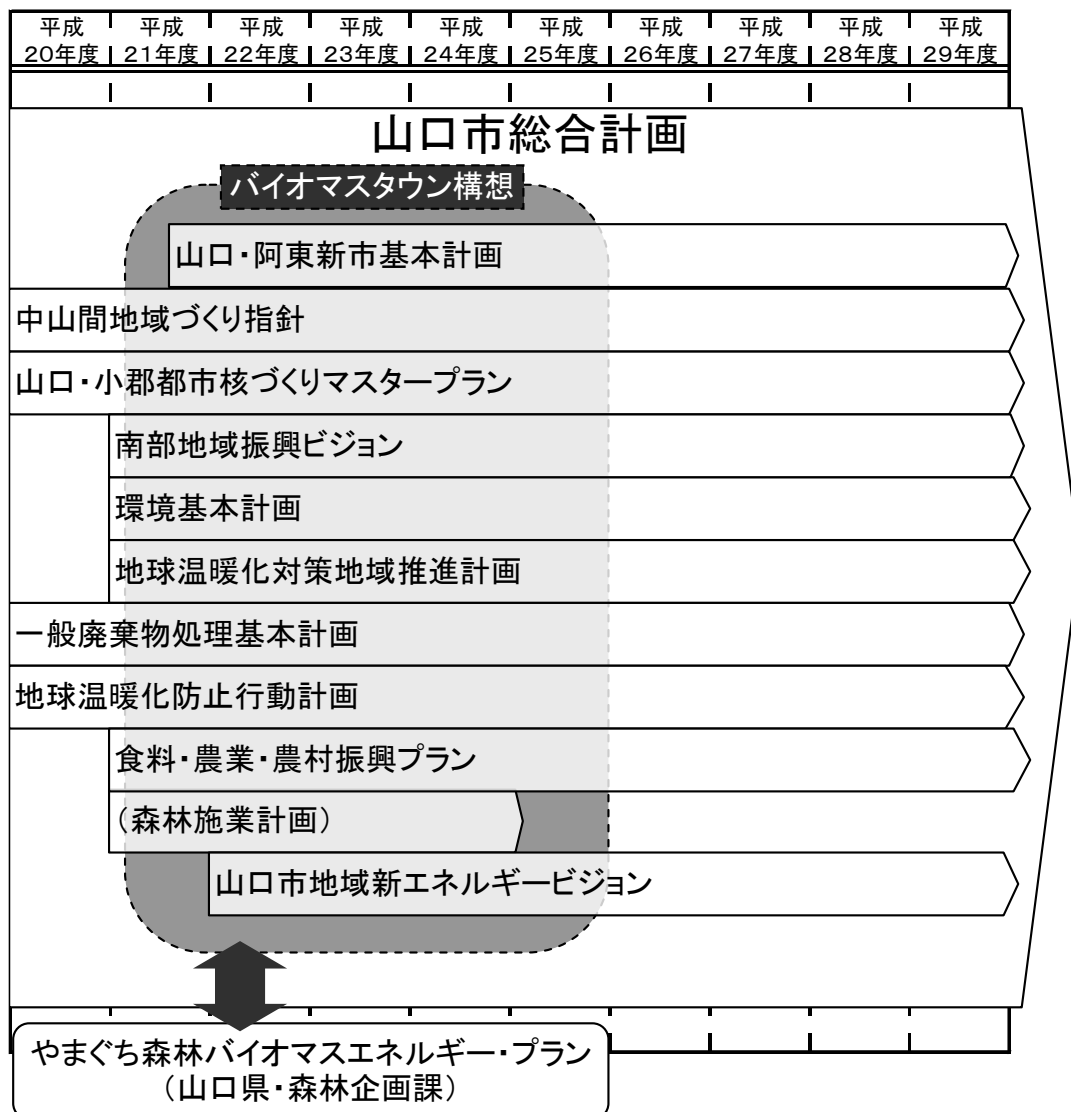 平成 平成 平成 平成 平成 平成 平成 平成 平成 平成
20年度 21年度 22年度 23年度 24年度 25年度 26年度 27年度 28年度 29年度
山口市総合計画
バイオマスタウン構想
山口・阿東新市基本計画
中山間地域づくり指針
山口・小郡都市核づくりマスタープラン
南部地域振興ビジョン
環境基本計画
地球温暖化対策地域推進計画
一般廃棄物処理基本計画
地球温暖化防止行動計画
食料・農業・農村振興プラン
(森林施業計画)
山口市地域新エネルギービジョン
やまぐち森林バイオマスエネルギー・プラン
(山口県・森林企画課)